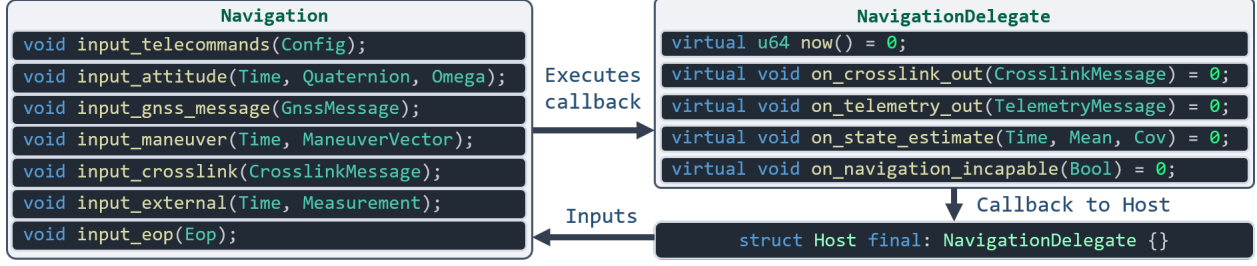 Navigation
void input_telecommands(Config);
void input_attitude(Time, Quaternion, Omega);
void input_gnss_message(GnssMessage);
void input_maneuver(Time, ManeuverVector);
void input_crosslink(CrosslinkMessage);
void input_external(Time, Measurement);
void input_eop(Eop);
Executes
callback
NavigationDelegate
virtual u64 now() = 0;
virtual void on_crosslink_out(CrosslinkMessage) = 0;
virtual void on_telemetry_out(TelemetryMessage) = 0;
virtual void on_state_estimate(Time, Mean, Cov) = 0;
virtual void on_navigation_incapable(Bool) = 0;
Callback to Host
Inputs
struct Host final: NavigationDelegate {}